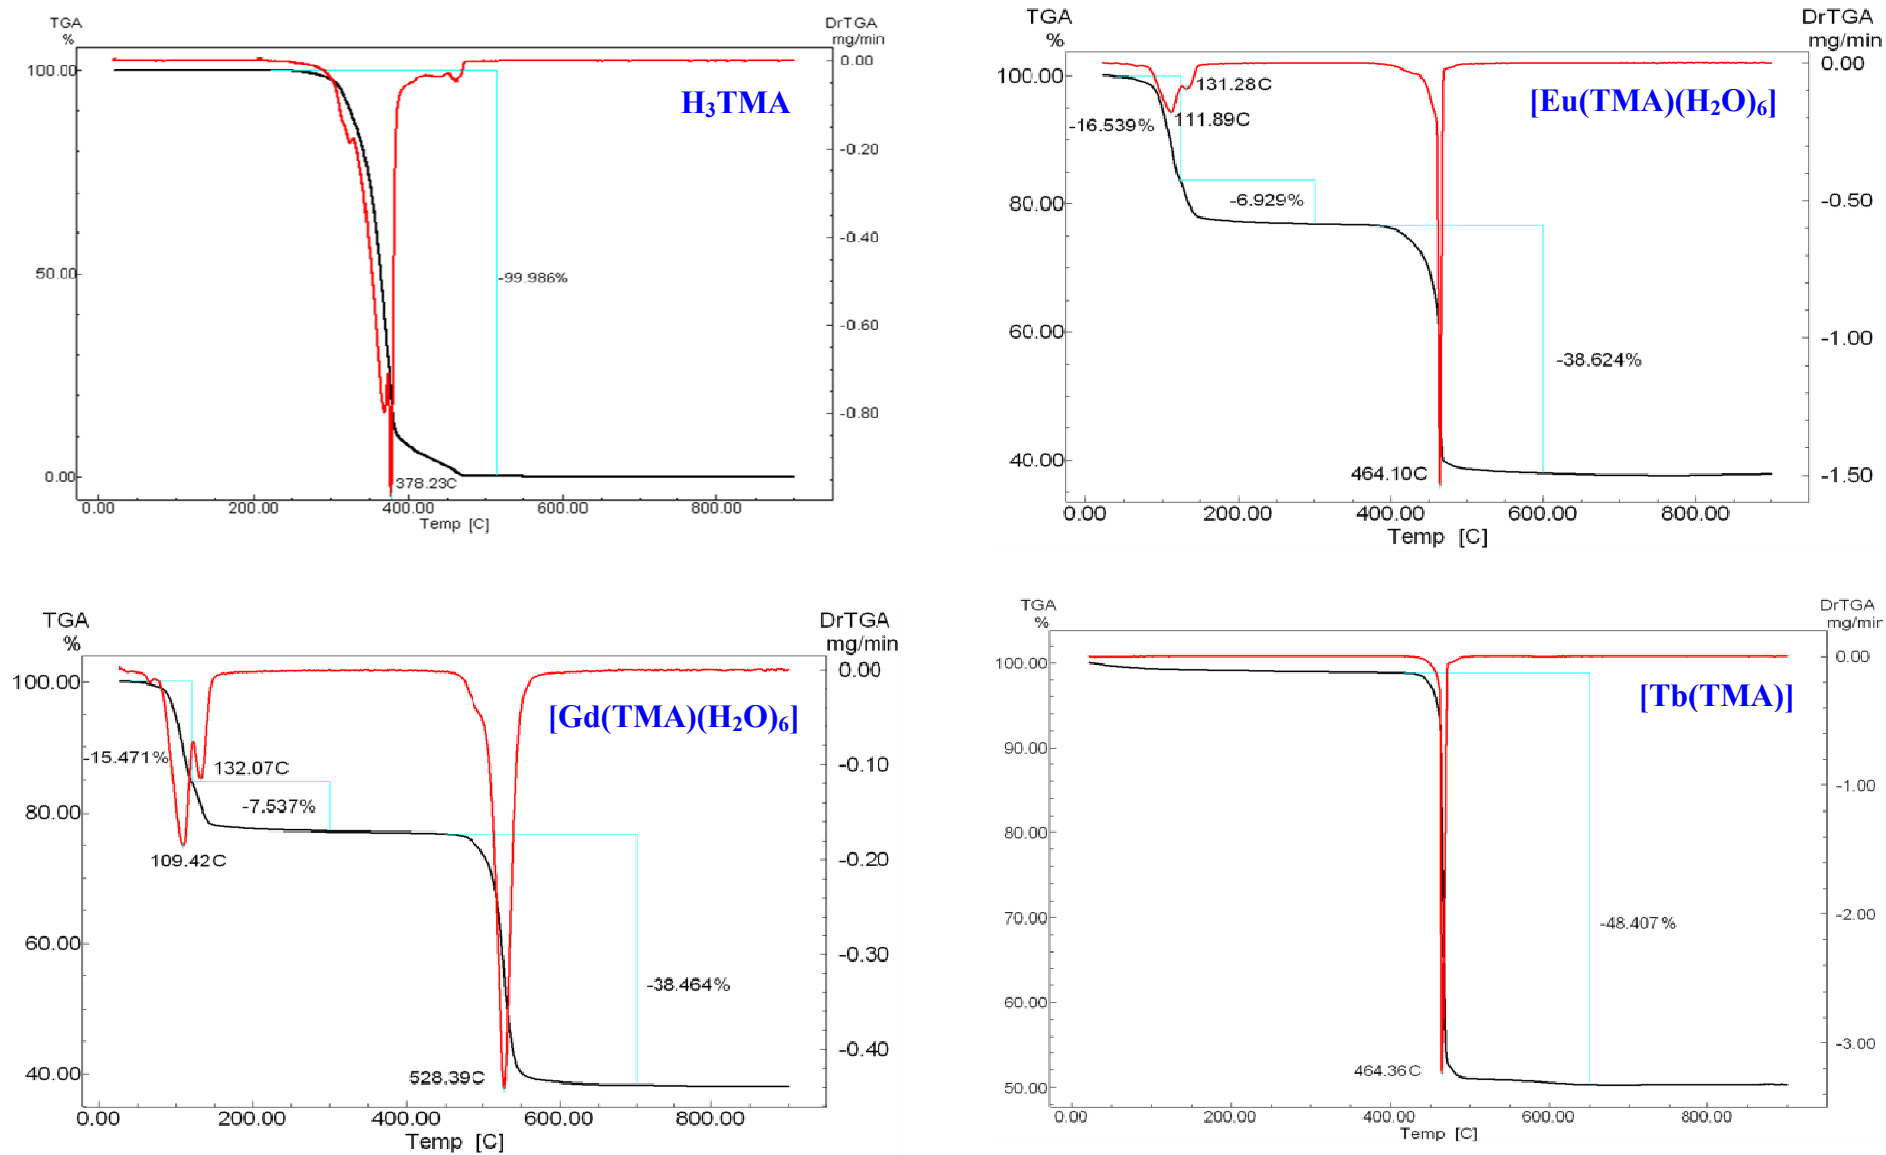 TGA
%
DrTGA
mg/min
100.00
50.00
0.00
0.00
-0.20
-0.40
-0.60
-0.80
H₃TMA
-99.986%
378.23C
0.00
200.00
400.00
600.00
800.00
Temp [C]
TGA
%
DrTGA
mg/min
100.00
80.00
60.00
40.00
0.00
-0.50
-1.00
-1.50
[Eu(TMA)(H₂O)₆]
131.28C
111.89C
-16.539%
-6.929%
-38.624%
464.10C
0.00
200.00
400.00
600.00
800.00
Temp [C]
TGA
%
DrTGA
mg/min
100.00
80.00
60.00
40.00
0.00
-0.10
-0.20
-0.30
-0.40
[Gd(TMA)(H₂O)₆]
-15.471%
132.07C
-7.537%
109.42C
-38.464%
528.39C
0.00
200.00
400.00
600.00
800.00
Temp [C]
TGA
%
DrTGA
mg/min
100.00
90.00
80.00
70.00
60.00
50.00
0.00
-1.00
-2.00
-3.00
[Tb(TMA)]
-48.407%
464.36C
0.00
200.00
400.00
600.00
800.00
Temp [C]